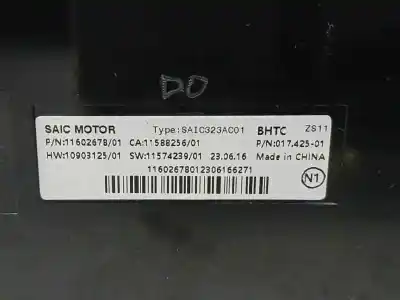 DO
SAIC MOTOR Type:SAIC323AC01 BHTC ZS11
P/N:11602678/01 CA:11588256/01 P/N:017.425-01
HW:10903125/01 SW:11574239/01 23.06.16 Made in CHINA
11602678012306166271 N1